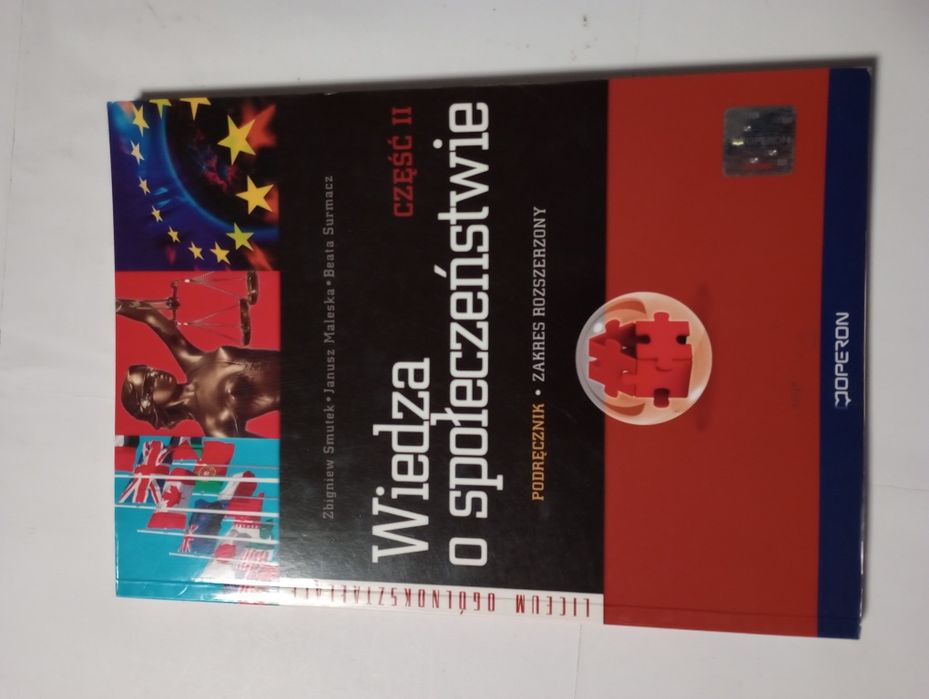 Zbigniew Smutek • Janusz Maleska • Beata Surmacz
CZĘŚĆ II
Wiedza
o społeczeństwie
PODRĘCZNIK • ZAKRES ROZSZERZONY
LICEUM OGÓLNOKSZTAŁCĄCE
OPERON